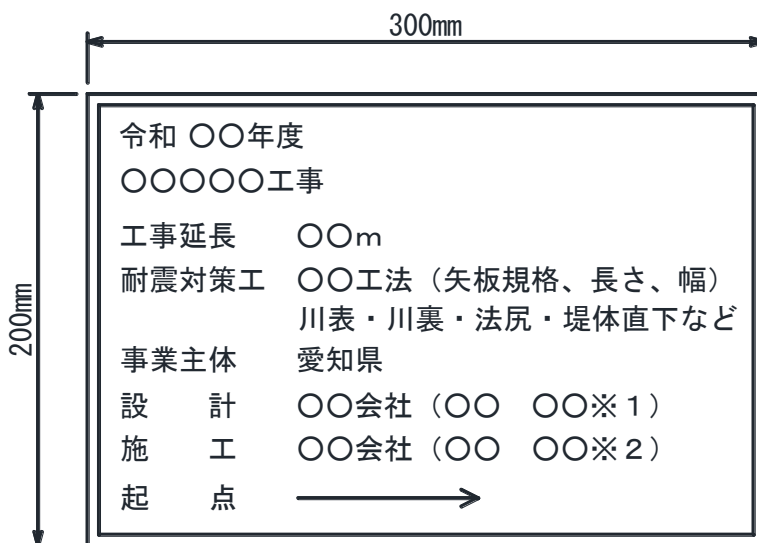 300mm
200mm
令和 〇〇年度
〇〇〇〇〇工事
工事延長　〇〇ｍ
耐震対策工　〇〇工法（矢板規格、長さ、幅）
川表・川裏・法尻・堤体直下など
事業主体　愛知県
設　　計　〇〇会社（〇〇　〇〇※１）
施　　工　〇〇会社（〇〇　〇〇※２）
起　　点